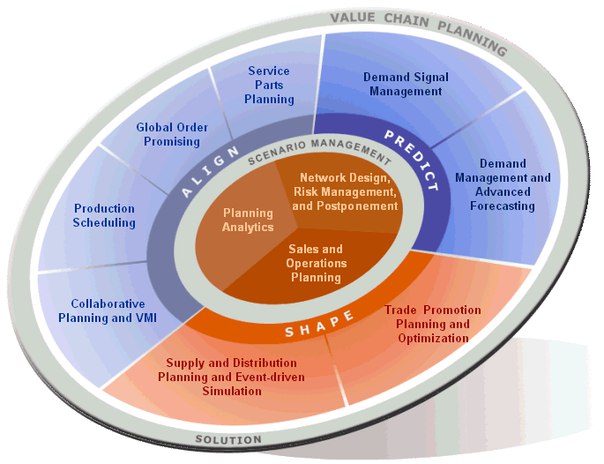 VALUE CHAIN PLANNING
Service
Parts
Planning
Demand Signal
Management
Global Order
Promising
ALIGN
SCENARIO MANAGEMENT
PREDICT
Network Design,
Risk Management,
and Postponement
Demand
Management and
Advanced
Forecasting
Production
Scheduling
Planning
Analytics
Sales and
Operations
Planning
Collaborative
Planning and VMI
SHAPE
Trade Promotion
Planning and
Optimization
Supply and Distribution
Planning and Event-driven
Simulation
SOLUTION